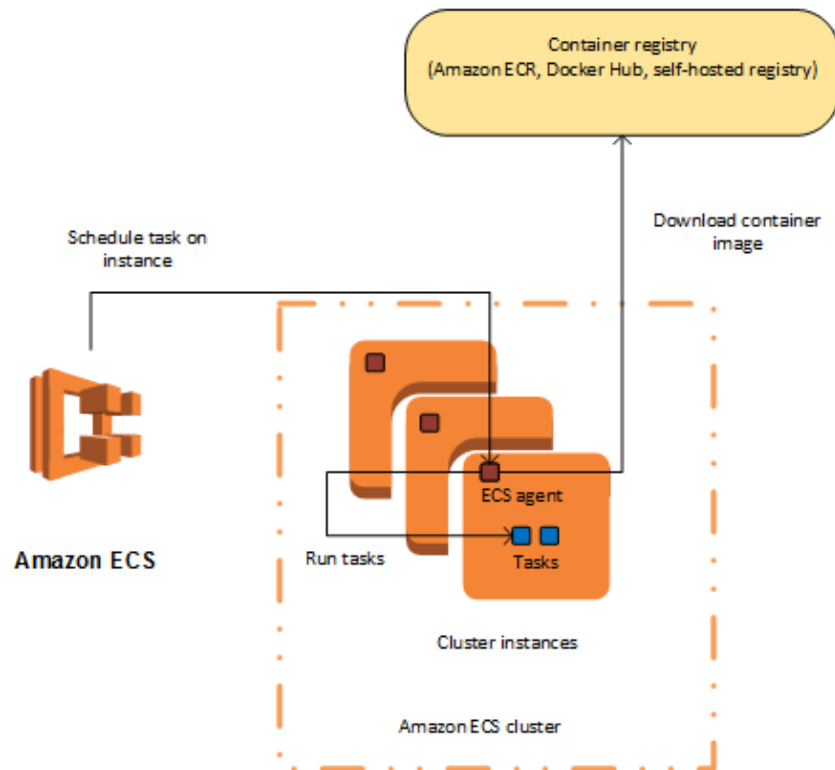 Container registry
(Amazon ECR, Docker Hub, self-hosted registry)
Schedule task on
instance
Download container
image
ECS agent
Amazon ECS
Run tasks
Tasks
Cluster instances
Amazon ECS cluster